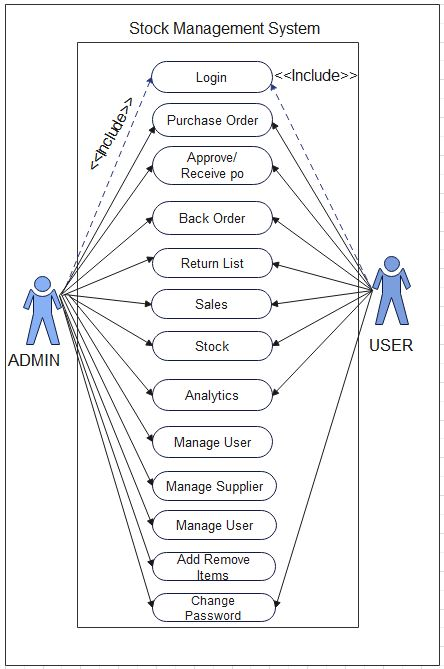 Stock Management System
Login
<<Include>>
<<Include>>
Purchase Order
Approve/
Receive po
Back Order
Return List
Sales
Stock
Analytics
Manage User
Manage Supplier
Manage User
Add Remove
Items
Change
Password
ADMIN
USER